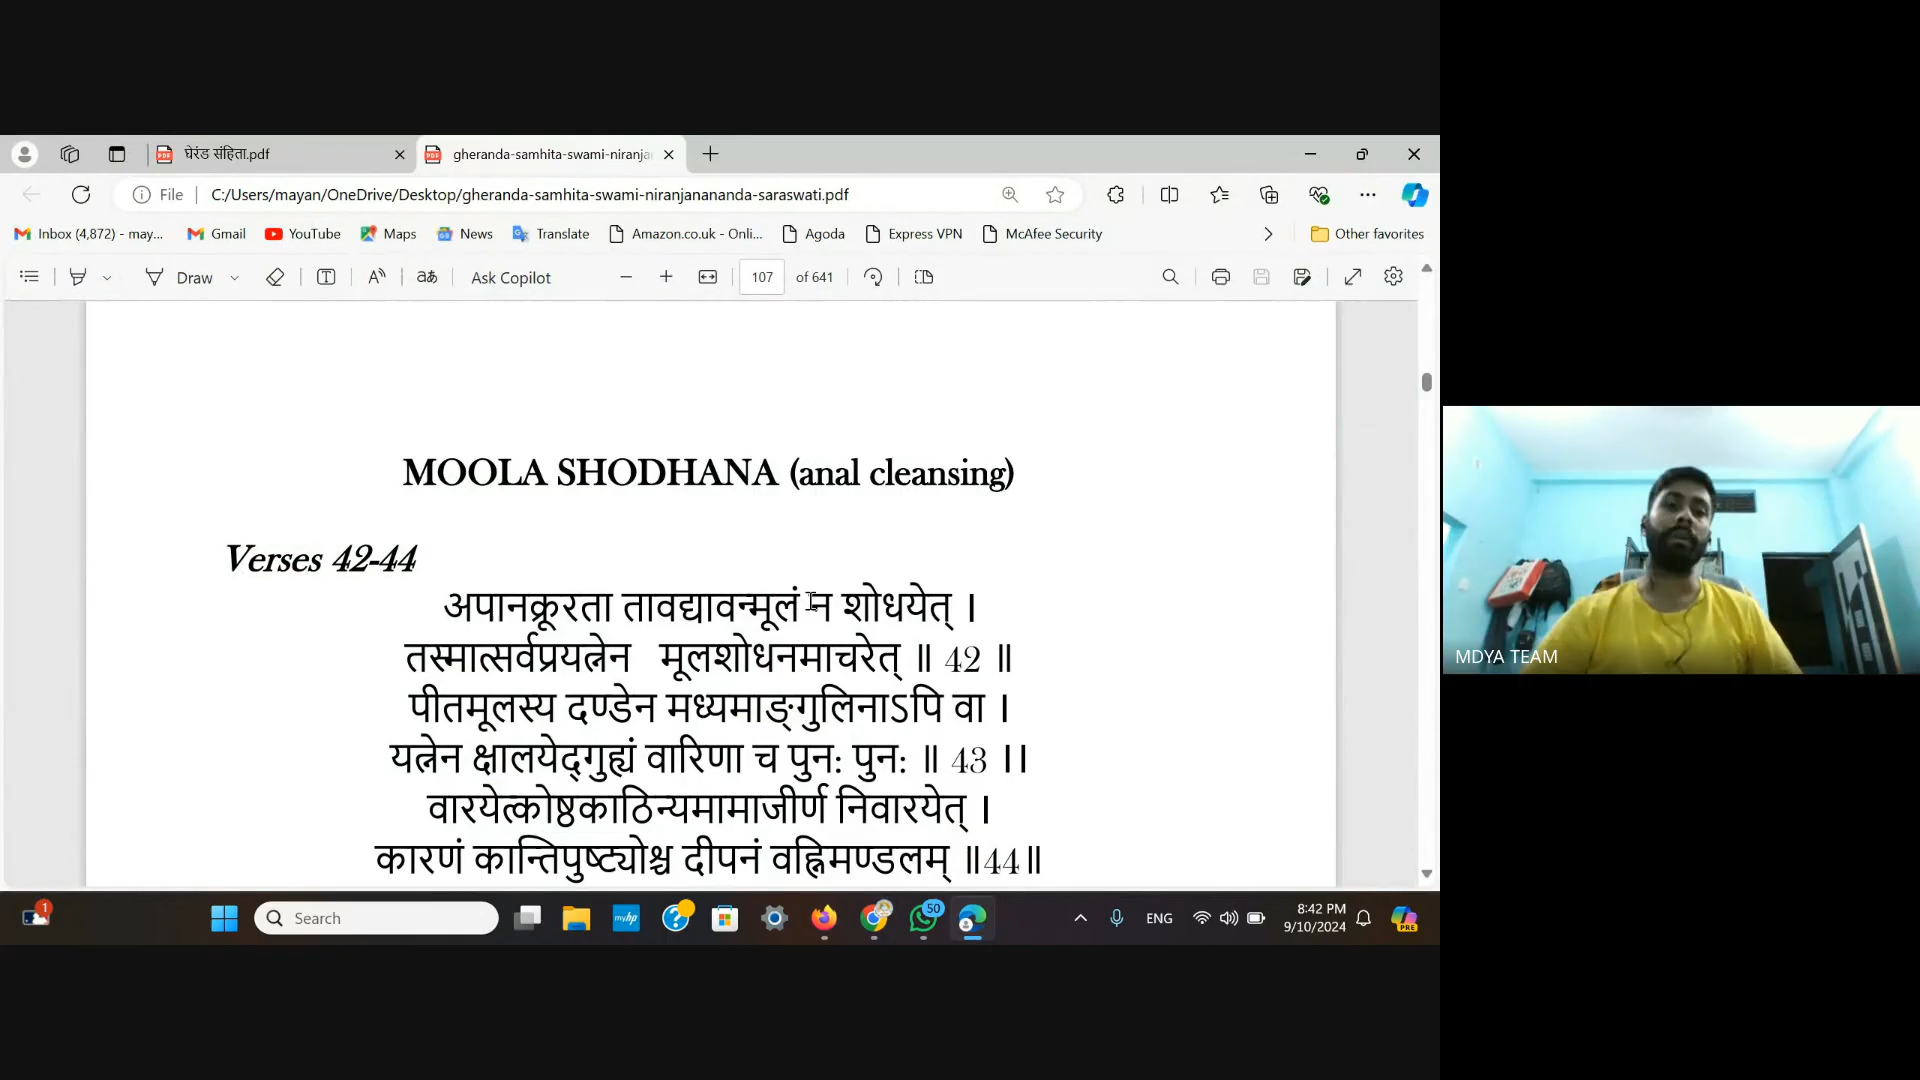 घेरंड संहिता.pdf
gheranda-samhita-swami-niranja
File
C:/Users/mayan/OneDrive/Desktop/gheranda-samhita-swami-niranjanananda-saraswati.pdf
Inbox (4,872) - may...
Gmail
YouTube
Maps
News
Translate
Amazon.co.uk - Onli...
Agoda
Express VPN
McAfee Security
Other favorites
Draw
Ask Copilot
107 of 641
MOOLA SHODHANA (anal cleansing)
Verses 42-44
अपानक्रूरता तावद्यावन्मूलं न शोधयेत् ।
तस्मात्सर्वप्रयत्नेन मूलशोधनमाचरेत् ॥ 42 ॥
पीतमूलस्य दण्डेन मध्यमाङ्गुलिनाऽपि वा ।
यत्नेन क्षालयेद्गुह्यं वारिणा च पुन: पुन: ॥ 43 ।।
वारयेत्कोष्ठकाठिन्यमामाजीर्ण निवारयेत् ।
कारणं कान्तिपुष्ट्योश्च दीपनं वह्निमण्डलम् ॥44॥
MDYA TEAM
1
Search
myhp
50
ENG
8:42 PM
9/10/2024
PRE